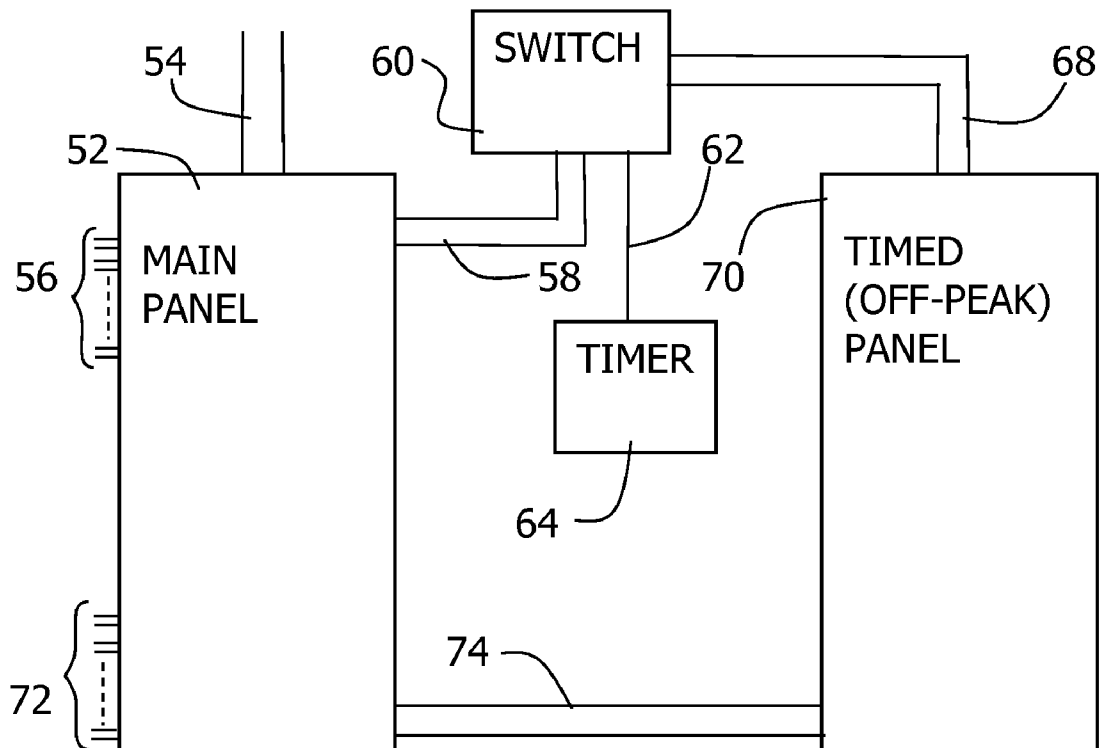 SWITCH
54
60
68
52
62
56
MAIN
PANEL
58
70
TIMED
(OFF-PEAK)
PANEL
TIMER
64
74
72